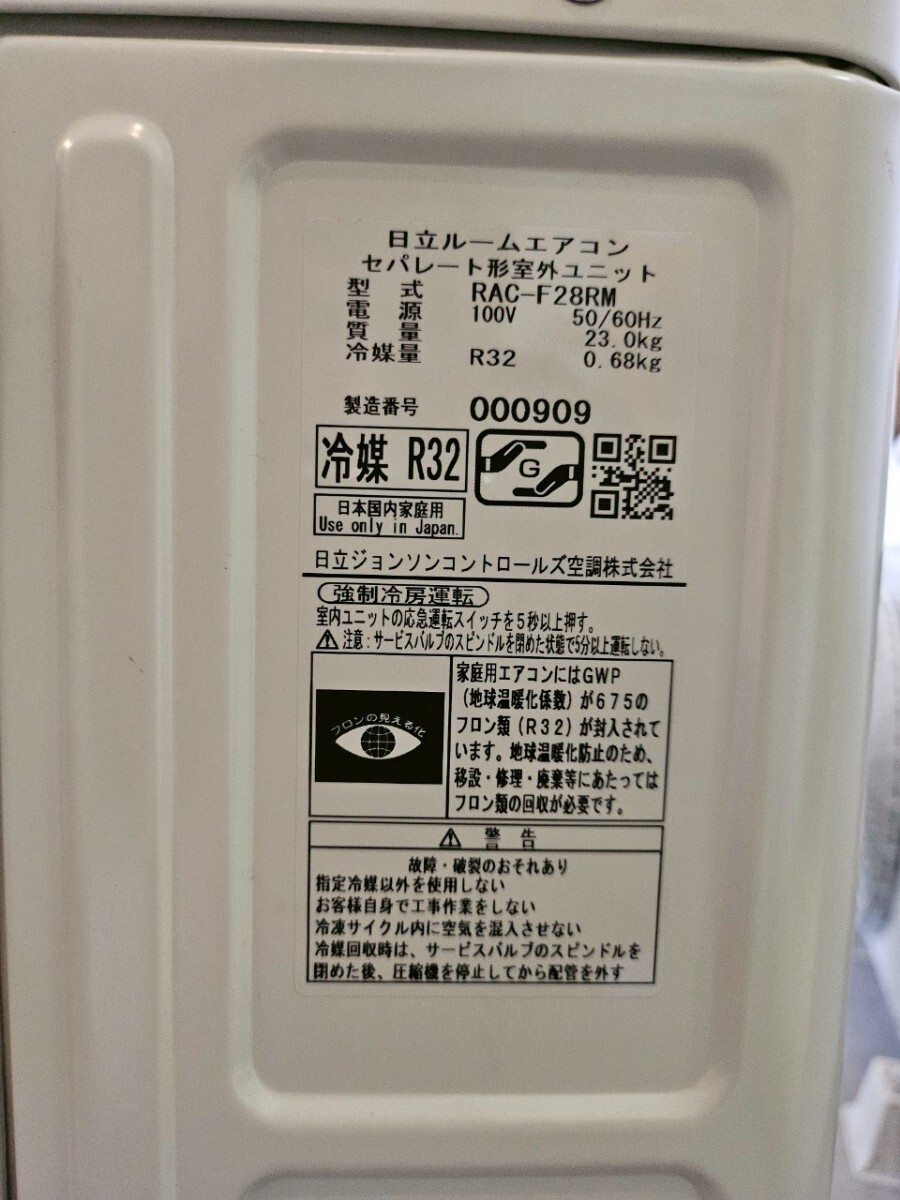 日立ルームエアコン
セパレート形室外ユニット
型 式 RAC-F28RM
電 源 100V 50/60Hz
質 量 23.0kg
冷媒量 R32 0.68kg
製造番号 000909
冷媒 R32
G
日本国内家庭用
Use only in Japan.
日立ジョンソンコントロールズ空調株式会社
強制冷房運転
室内ユニットの応急運転スイッチを5秒以上押す。
⚠ 注意:サービスバルブのスピンドルを閉めた状態で5分以上運転しない。
フロンの見える化
家庭用エアコンにはGWP
(地球温暖化係数)が675の
フロン類(R32)が封入されて
います。地球温暖化防止のため、
移設・修理・廃棄等にあたっては
フロン類の回収が必要です。
⚠ 警 告
故障・破裂のおそれあり
指定冷媒以外を使用しない
お客様自身で工事作業をしない
冷凍サイクル内に空気を混入させない
冷媒回収時は、サービスバルブのスピンドルを
閉めた後、圧縮機を停止してから配管を外す